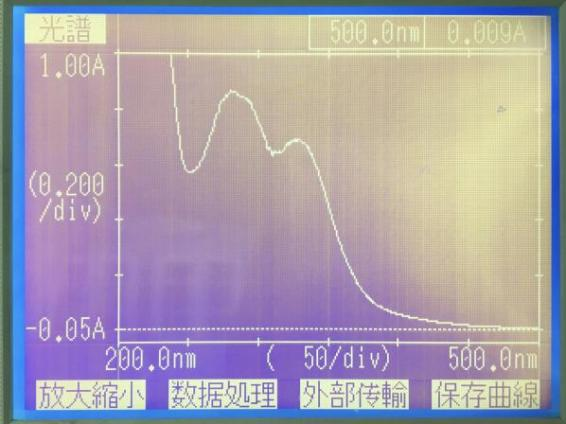 光譜 500.0nm 0.009A
1.00A
(0.200
/div)
-0.05A
200.0nm ( 50/div) 500.0nm
放大縮小 数据処理 外部传輸 保存曲線